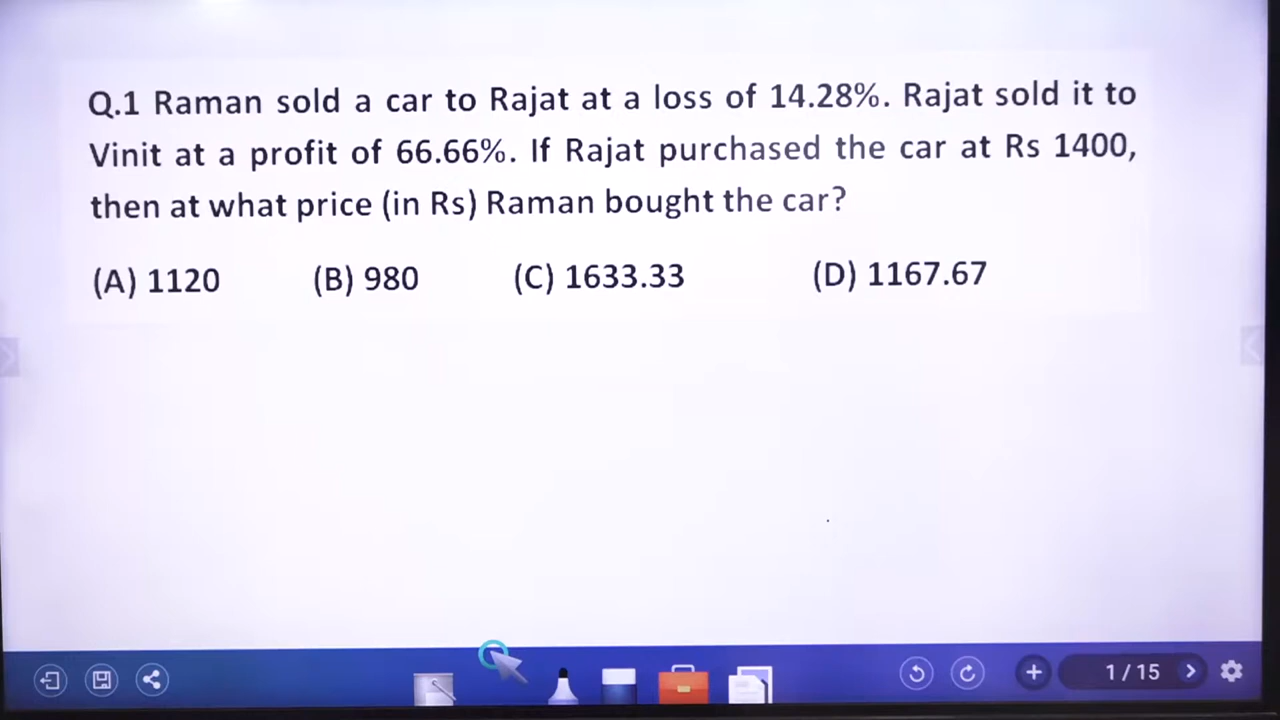 Q.1 Raman sold a car to Rajat at a loss of 14.28%. Rajat sold it to
Vinit at a profit of 66.66%. If Rajat purchased the car at Rs 1400,
then at what price (in Rs) Raman bought the car?
(A) 1120 (B) 980 (C) 1633.33 (D) 1167.67
1 / 15